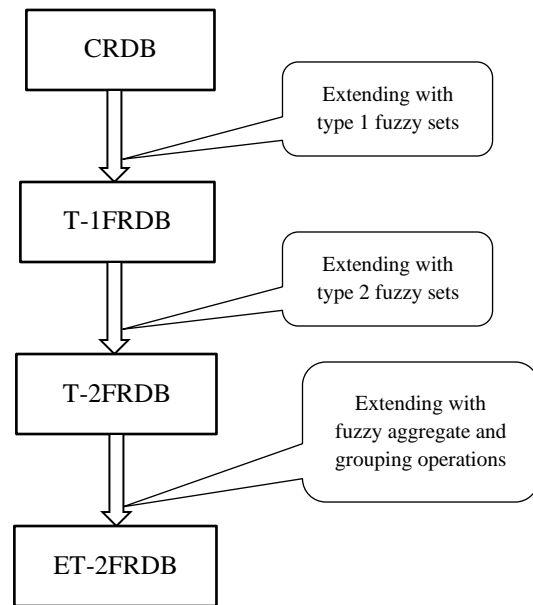 CRDB
Extending with
type 1 fuzzy sets
T-1FRDB
Extending with
type 2 fuzzy sets
T-2FRDB
Extending with
fuzzy aggregate and
grouping operations
ET-2FRDB